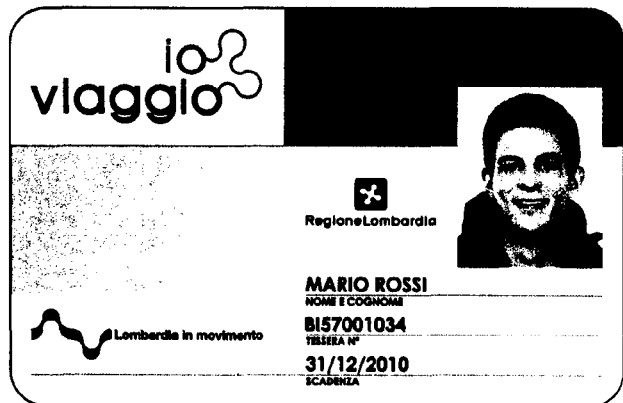 io
viaggio
RegioneLombardia
MARIO ROSSI
NOME E COGNOME
Lombardia in movimento
BI57001034
TESSERA N°
31/12/2010
SCADENZA